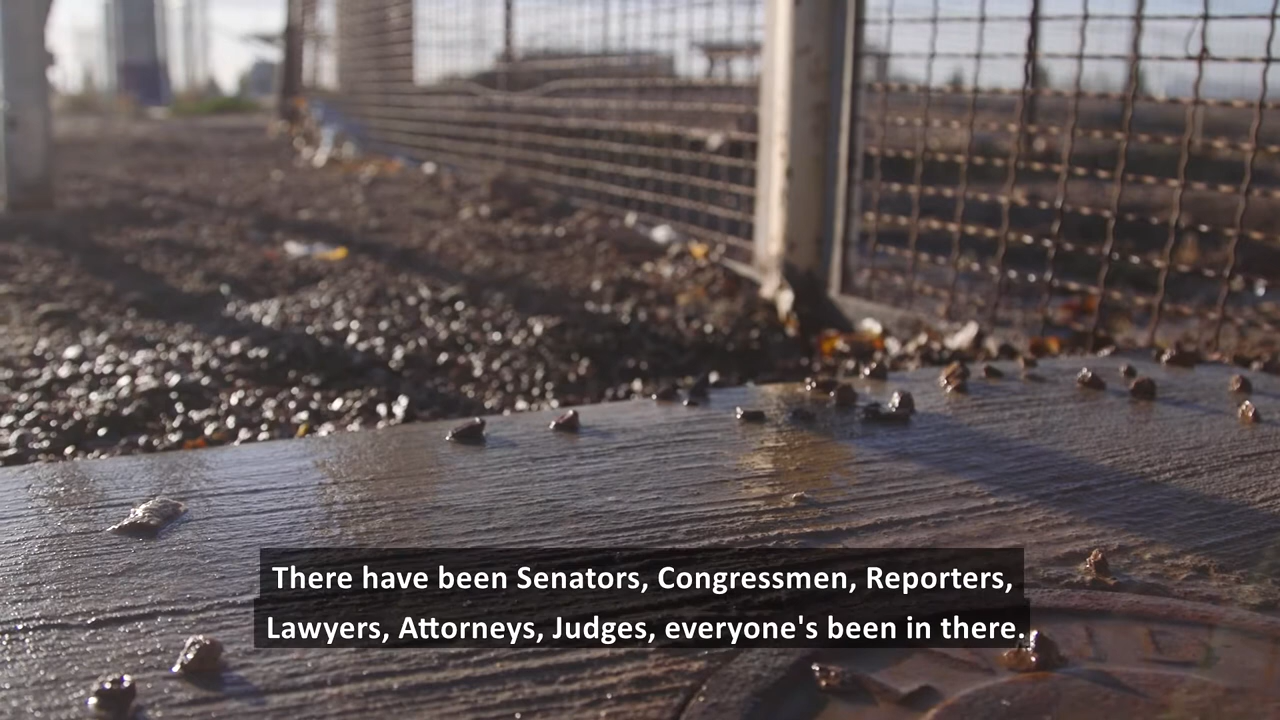 There have been Senators, Congressmen, Reporters,
Lawyers, Attorneys, Judges, everyone's been in there.